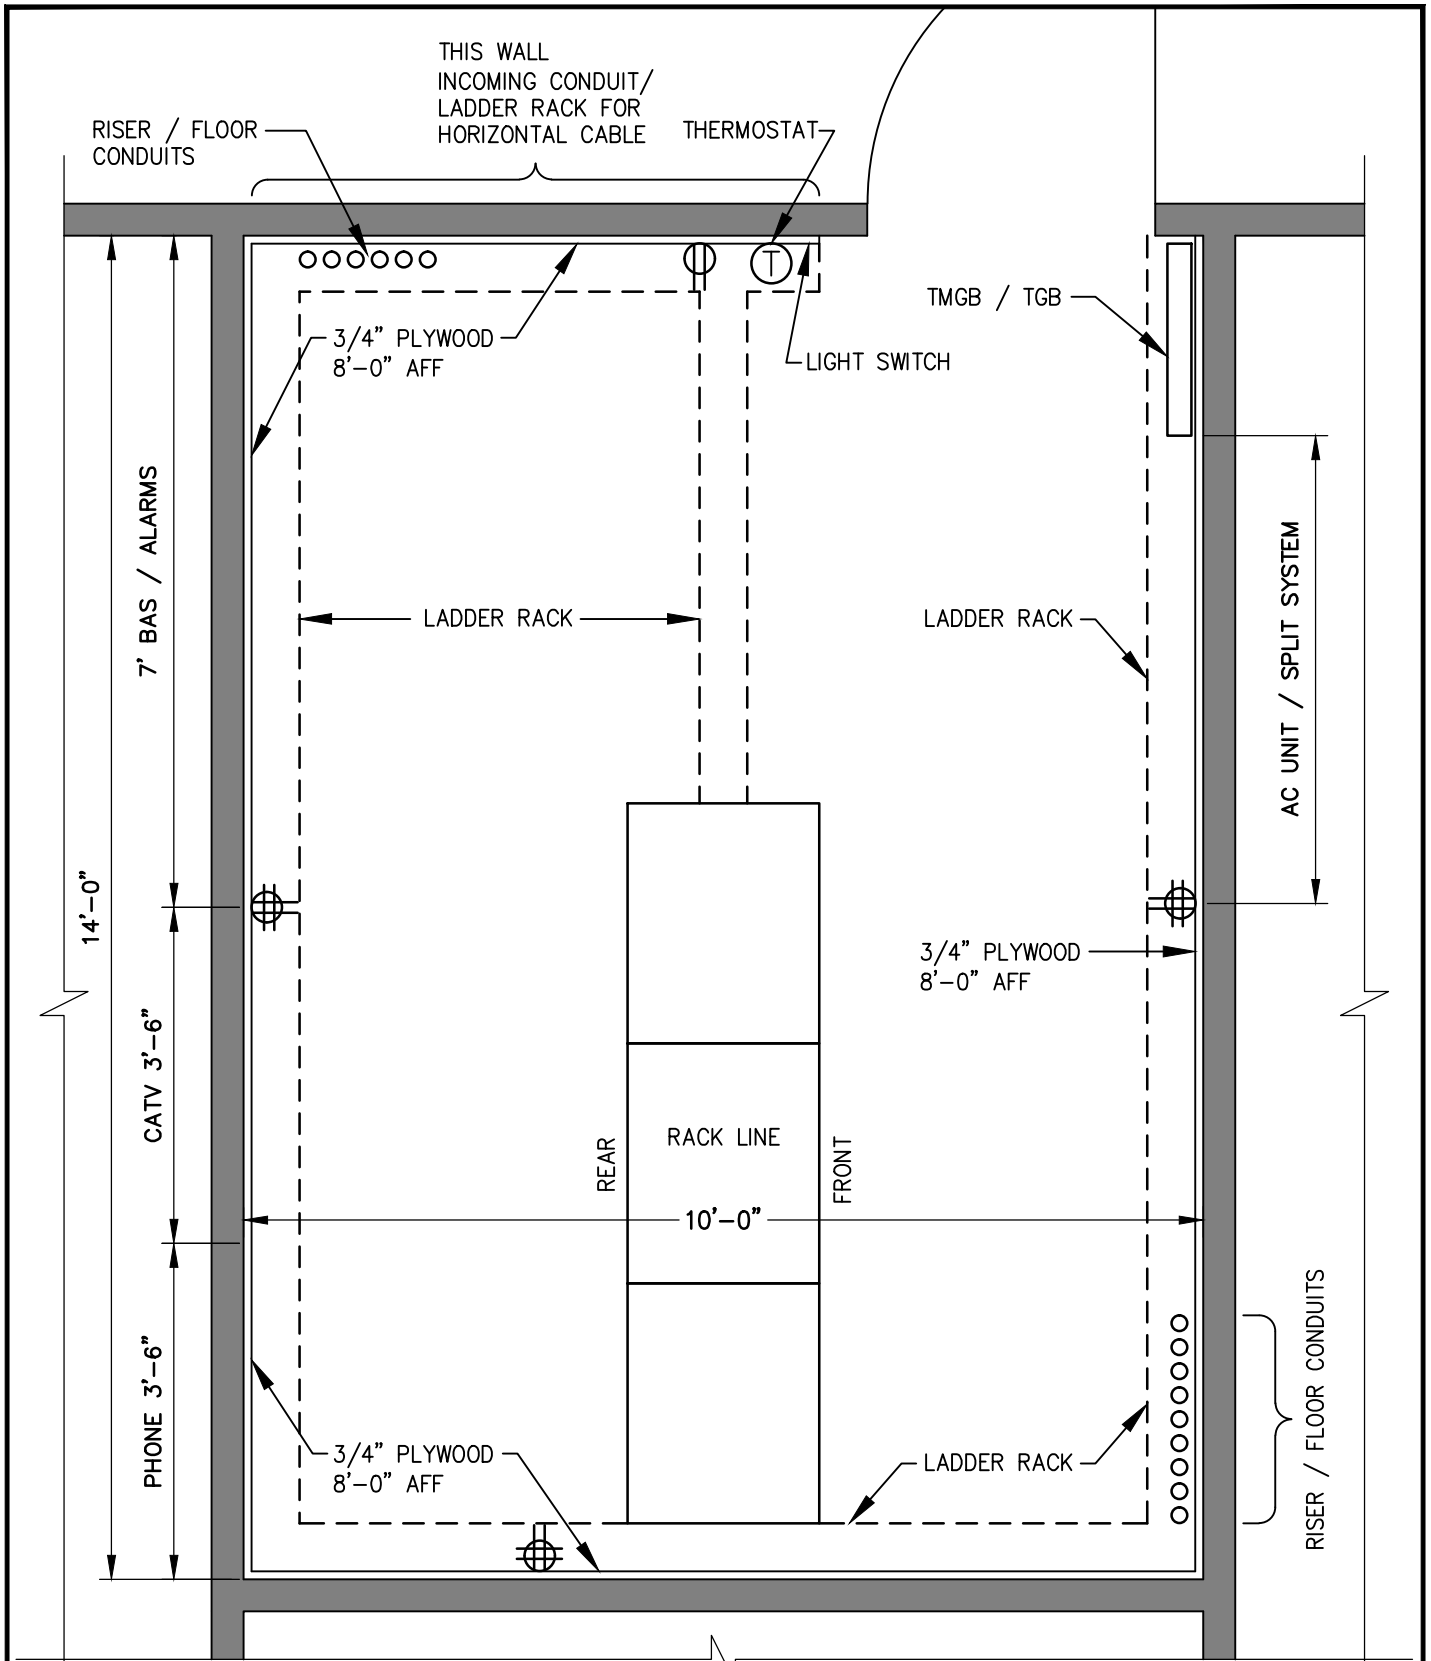 THIS WALL
INCOMING CONDUIT/
LADDER RACK FOR
HORIZONTAL CABLE
RISER / FLOOR
CONDUITS
THERMOSTAT
T
TMGB / TGB
3/4” PLYWOOD
8’–0” AFF
LIGHT SWITCH
7’ BAS / ALARMS
LADDER RACK
LADDER RACK
AC UNIT / SPLIT SYSTEM
14’–0”
3/4” PLYWOOD
8’–0” AFF
CATV 3’–6”
REAR
RACK LINE
FRONT
10’–0”
PHONE 3’–6”
3/4” PLYWOOD
8’–0” AFF
LADDER RACK
RISER / FLOOR CONDUITS